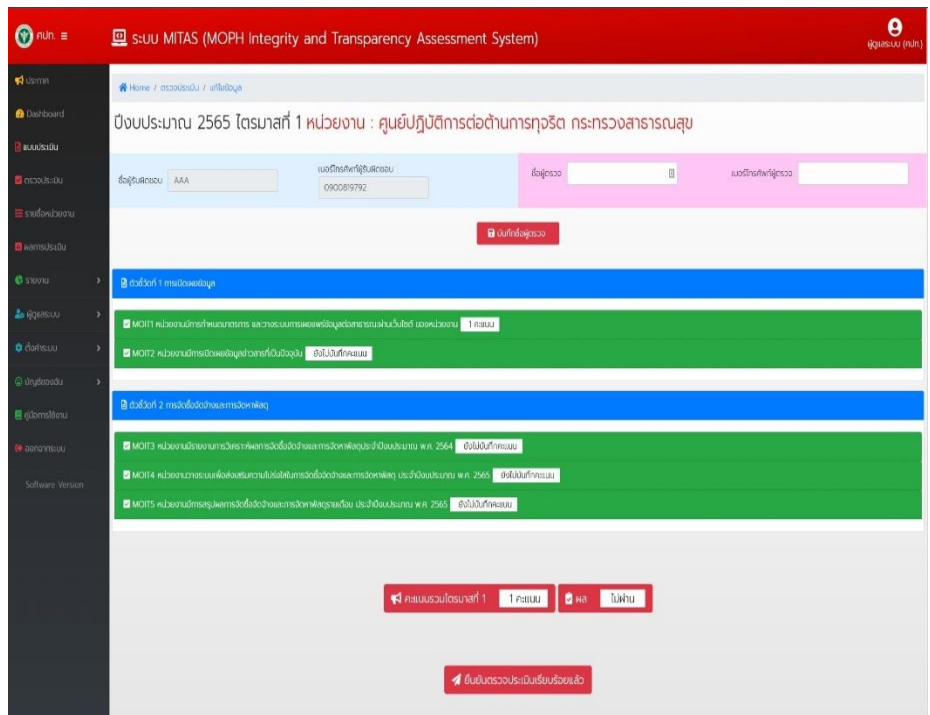 ศปท.
ระบบ MITAS (MOPH Integrity and Transparency Assessment System)
ผู้ดูแลระบบ (ศปท.)
ประกาศ
Dashboard
แบบประเมิน
ตรวจประเมิน
รายชื่อหน่วยงาน
ผลการประเมิน
รายงาน
ผู้ดูแลระบบ
ตั้งค่าระบบ
บัญชีของฉัน
คู่มือการใช้งาน
ออกจากระบบ
Software Version
Home / ตรวจประเมิน / แก้ไขข้อมูล
ปีงบประมาณ 2565 ไตรมาสที่ 1 หน่วยงาน : ศูนย์ปฏิบัติการต่อต้านการทุจริต กระทรวงสาธารณสุข
ชื่อผู้รับผิดชอบ AAA เบอร์โทรศัพท์ผู้รับผิดชอบ 0900819792 ชื่อผู้ตรวจ เบอร์โทรศัพท์ผู้ตรวจ
บันทึกชื่อผู้ตรวจ
ตัวชี้วัดที่ 1 การเปิดเผยข้อมูล
MOIT1 หน่วยงานมีการกำหนดมาตรการ และวางระบบการเผยแพร่ข้อมูลต่อสาธารณะผ่านเว็บไซต์ ของหน่วยงาน 1 คะแนน
MOIT2 หน่วยงานมีการเปิดเผยข้อมูลข่าวสารที่เป็นปัจจุบัน ยังไม่บันทึกคะแนน
ตัวชี้วัดที่ 2 การจัดซื้อจัดจ้างและการจัดหาพัสดุ
MOIT3 หน่วยงานมีรายงานการวิเคราะห์ผลการจัดซื้อจัดจ้างและการจัดหาพัสดุประจำปีงบประมาณ พ.ศ. 2564 ยังไม่บันทึกคะแนน
MOIT4 หน่วยงานวางระบบเพื่อส่งเสริมความโปร่งใสในการจัดซื้อจัดจ้างและการจัดหาพัสดุ ประจำปีงบประมาณ พ.ศ. 2565 ยังไม่บันทึกคะแนน
MOIT5 หน่วยงานมีการสรุปผลการจัดซื้อจัดจ้างและการจัดหาพัสดุรายเดือน ประจำปีงบประมาณ พ.ศ. 2565 ยังไม่บันทึกคะแนน
คะแนนรวมไตรมาสที่ 1 1 คะแนน ผล ไม่ผ่าน
ยืนยันตรวจประเมินเรียบร้อยแล้ว